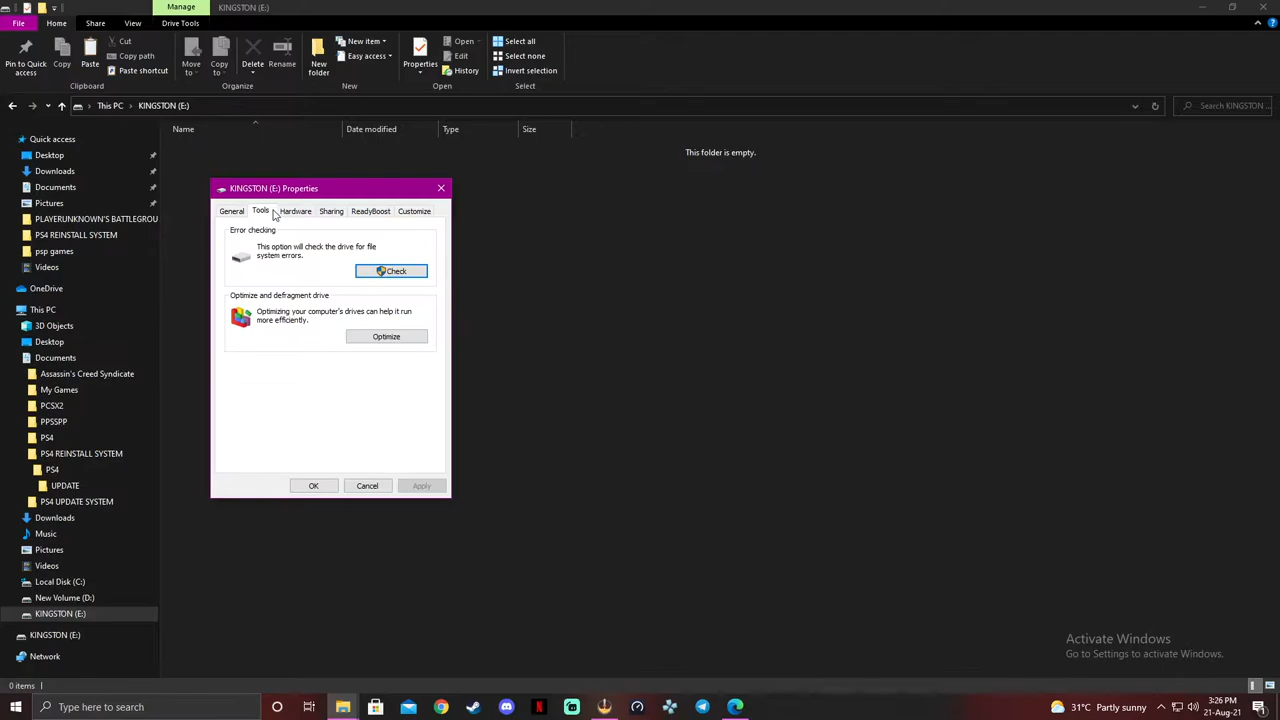 Manage
KINGSTON (E:)
File
Home
Share
View
Drive Tools
Pin to Quick access
Copy
Paste
Cut
Copy path
Paste shortcut
Clipboard
Move to
Copy to
Delete
Rename
Organize
New folder
New item
Easy access
New
Properties
Open
Edit
History
Open
Select all
Select none
Invert selection
Select
This PC > KINGSTON (E:)
Search KINGSTON ...
Name
Date modified
Type
Size
This folder is empty.
Quick access
Desktop
Downloads
Documents
Pictures
PLAYERUNKNOWN'S BATTLEGROU
PS4 REINSTALL SYSTEM
psp games
Videos
OneDrive
This PC
3D Objects
Desktop
Documents
Assassin's Creed Syndicate
My Games
PCSX2
PPSSPP
PS4
PS4 REINSTALL SYSTEM
PS4
UPDATE
PS4 UPDATE SYSTEM
Downloads
Music
Pictures
Videos
Local Disk (C:)
New Volume (D:)
KINGSTON (E:)
KINGSTON (E:)
Network
KINGSTON (E:) Properties
General
Tools
Hardware
Sharing
ReadyBoost
Customize
Error checking
This option will check the drive for file
system errors.
Check
Optimize and defragment drive
Optimizing your computer's drives can help it run
more efficiently.
Optimize
OK
Cancel
Apply
Activate Windows
Go to Settings to activate Windows.
0 items
Type here to search
31°C Partly sunny
3:26 PM
21-Aug-21